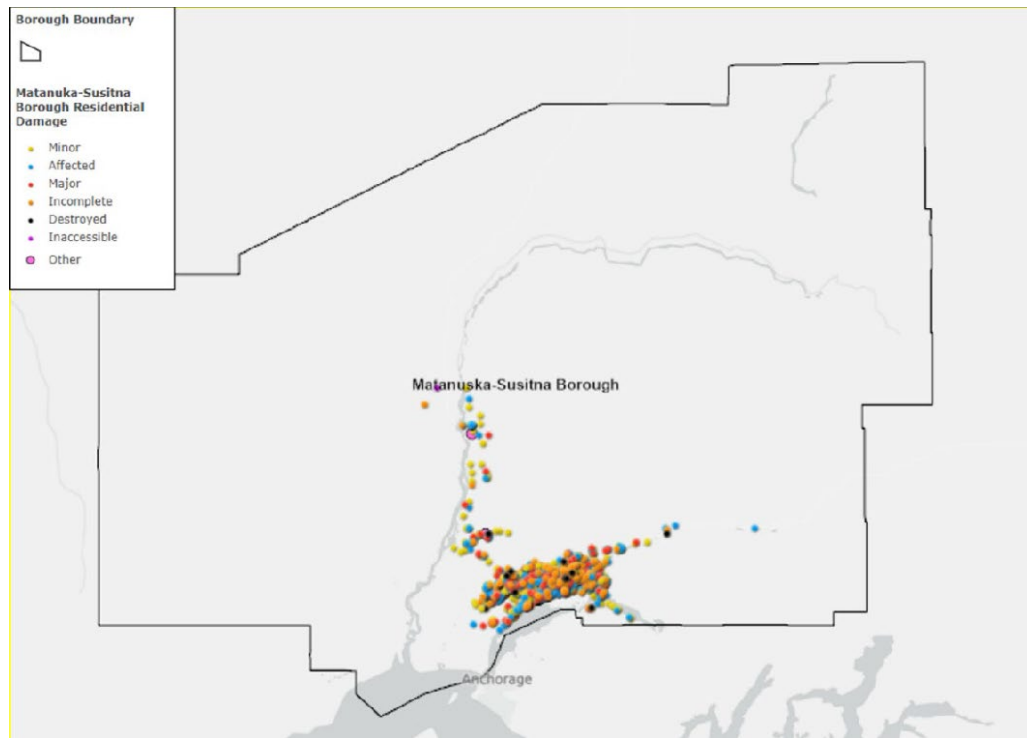 Borough Boundary
Matanuka-Susitna
Borough Residential
Damage
Minor
Affected
Major
Incomplete
Destroyed
Inaccessible
Other
Matanuska-Susitna Borough
Anchorage